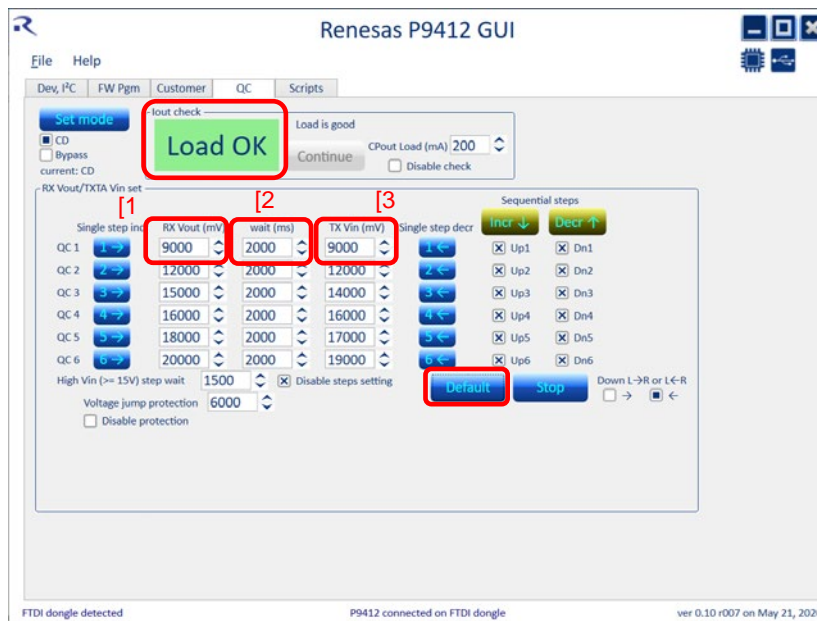 Renesas P9412 GUI
File Help
Dev, I²C FW Pgm Customer QC Scripts
Set mode
CD
Bypass
current: CD
Iout check
Load OK
Load is good
Continue
CPout Load (mA) 200
Disable check
RX Vout/TXTA Vin set
[1 [2 [3
Sequential steps
Single step inc RX Vout (mV) wait (ms) TX Vin (mV) Single step decr Incr ↓ Decr ↑
QC 1 1→ 9000 2000 9000 1← Up1 Dn1
QC 2 2→ 12000 2000 12000 2← Up2 Dn2
QC 3 3→ 15000 2000 14000 3← Up3 Dn3
QC 4 4→ 16000 2000 16000 4← Up4 Dn4
QC 5 5→ 18000 2000 17000 5← Up5 Dn5
QC 6 6→ 20000 2000 19000 6← Up6 Dn6
High Vin (>= 15V) step wait 1500 Disable steps setting
Default Stop Down L→R or L←R
→ ←
Voltage jump protection 6000
Disable protection
FTDI dongle detected P9412 connected on FTDI dongle ver 0.10 r007 on May 21, 202